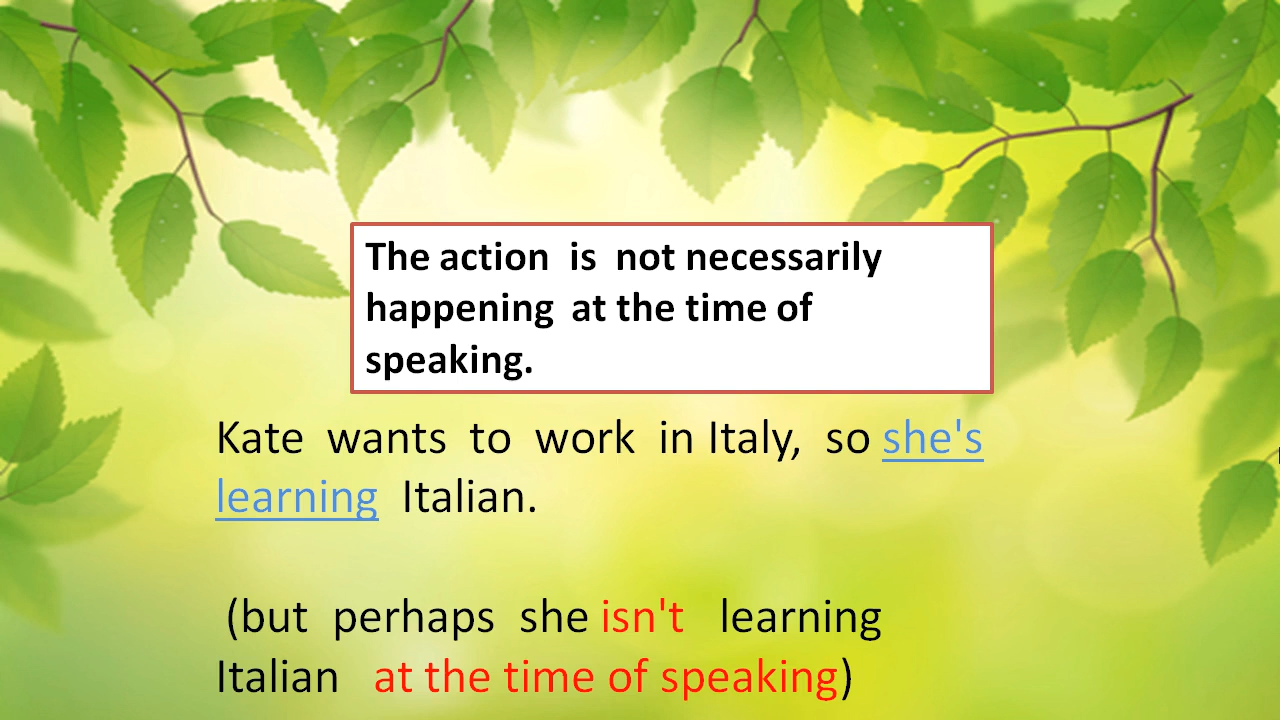 The action is not necessarily
happening at the time of
speaking.
Kate wants to work in Italy, so she's
learning Italian.
(but perhaps she isn't learning
Italian at the time of speaking)